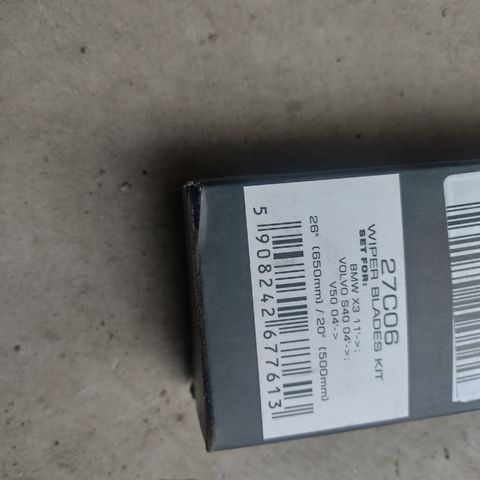 27C06
WIPER BLADES KIT
SET FOR:
BMW X3 11'->;
VOLVO S40 04'->;
V50 04'->
26" (650mm) / 20" (500mm)
5 908242 677613